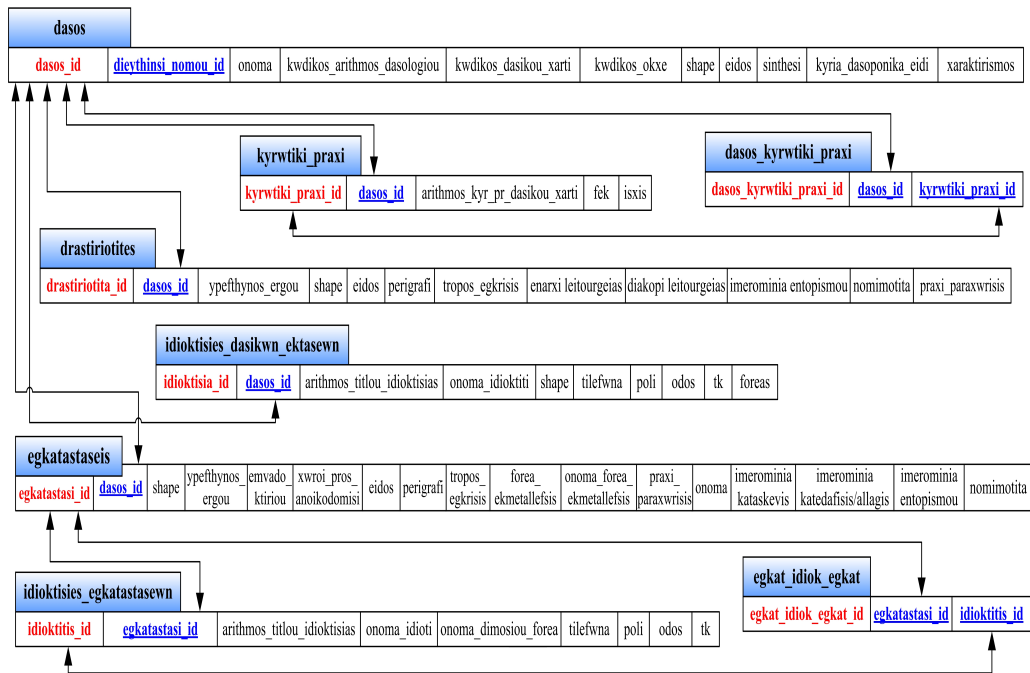 dasos
dasos_id dieythinsi_nomou_id onoma kwdikos_arithmos_dasologiou kwdikos_dasikou_xarti kwdikos_okxe shape eidos sinthesi kyria_dasoponika_eidi xaraktirismos
kyrwtiki_praxi
kyrwtiki_praxi_id dasos_id arithmos_kyr_pr_dasikou_xarti fek isxis
dasos_kyrwtiki_praxi
dasos_kyrwtiki_praxi_id dasos_id kyrwtiki_praxi_id
drastiriotites
drastiriotita_id dasos_id ypefthynos_ergou shape eidos perigrafi tropos_egkrisis enarxi leitourgeias diakopi leitourgeias imerominia entopismou nomimotita praxi_paraxwrisis
idioktisies_dasikwn_ektasewn
idioktisia_id dasos_id arithmos_titlou_idioktisias onoma_idioktiti shape tilefwna poli odos tk foreas
egkatastaseis
egkatastasi_id dasos_id shape ypefthynos_ ergou emvado_ ktiriou xwroi_pros_ anoikodomisi eidos perigrafi tropos_ egkrisis forea_ ekmetallefsis onoma_forea_ ekmetallefsis praxi_ paraxwrisis onoma imerominia kataskevis imerominia katedafisis/allagis imerominia entopismou nomimotita
idioktisies_egkatastasewn
idioktitis_id egkatastasi_id arithmos_titlou_idioktisias onoma_idioti onoma_dimosiou_forea tilefwna poli odos tk
egkat_idiok_egkat
egkat_idiok_egkat_id egkatastasi_id idioktitis_id